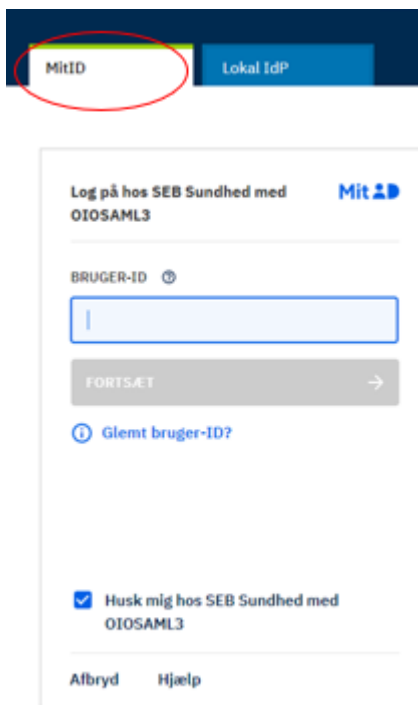 MitID
Lokal IdP
Log på hos SEB Sundhed med
OIOSAML3
Mit
BRUGER-ID
FORTSÆT
Glemt bruger-ID?
Husk mig hos SEB Sundhed med
OIOSAML3
Afbryd Hjælp